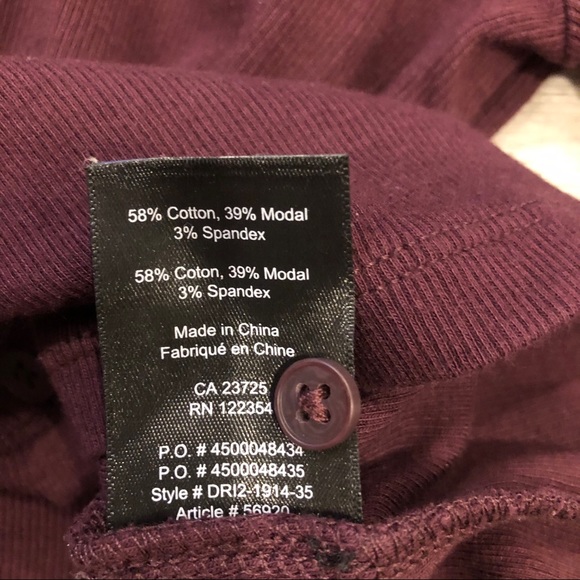 58% Cotton, 39% Modal
3% Spandex
58% Coton, 39% Modal
3% Spandex
Made in China
Fabriqué en Chine
CA 23725
RN 122354
P.O. # 4500048434
P.O. # 4500048435
Style # DRI2-1914-35
Article # 56920